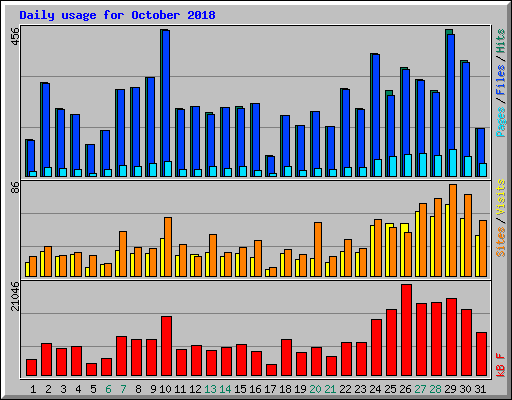 Daily usage for October 2018
456
Pages / Files / Hits
86
Sites / Visits
21046
kB F
1 2 3 4 5 6 7 8 9 10 11 12 13 14 15 16 17 18 19 20 21 22 23 24 25 26 27 28 29 30 31